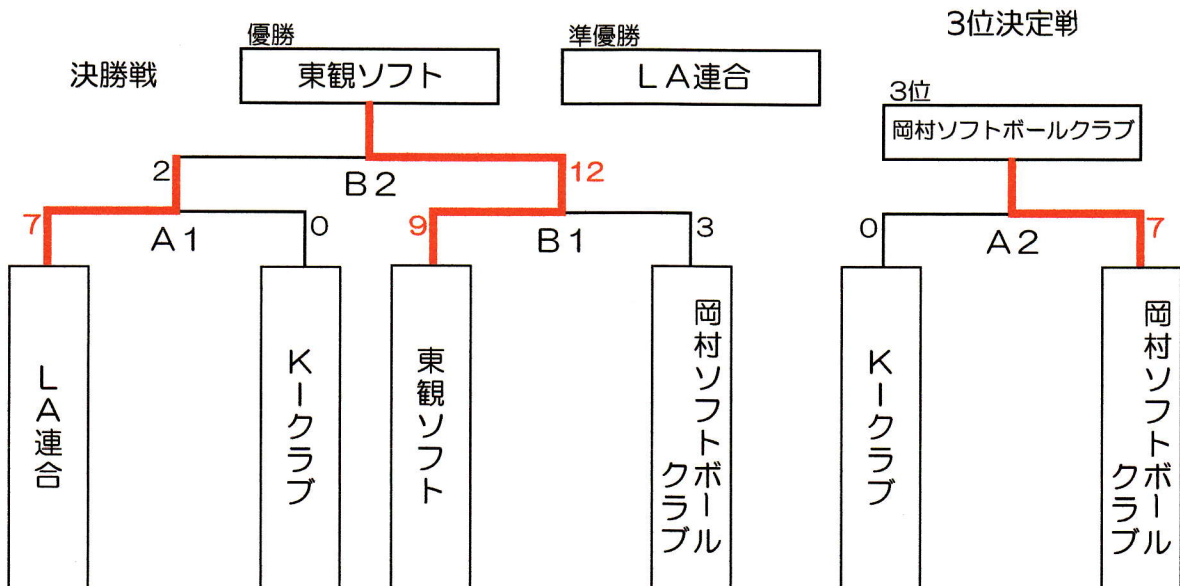 3位決定戦
優勝
準優勝
決勝戦
東観ソフト
LA連合
3位
岡村ソフトボールクラブ
2
B2
12
7
A1
0
9
B1
3
0
A2
7
LA連合
Kークラブ
東観ソフト
岡村ソフトボール
クラブ
Kークラブ
岡村ソフトボール
クラブ